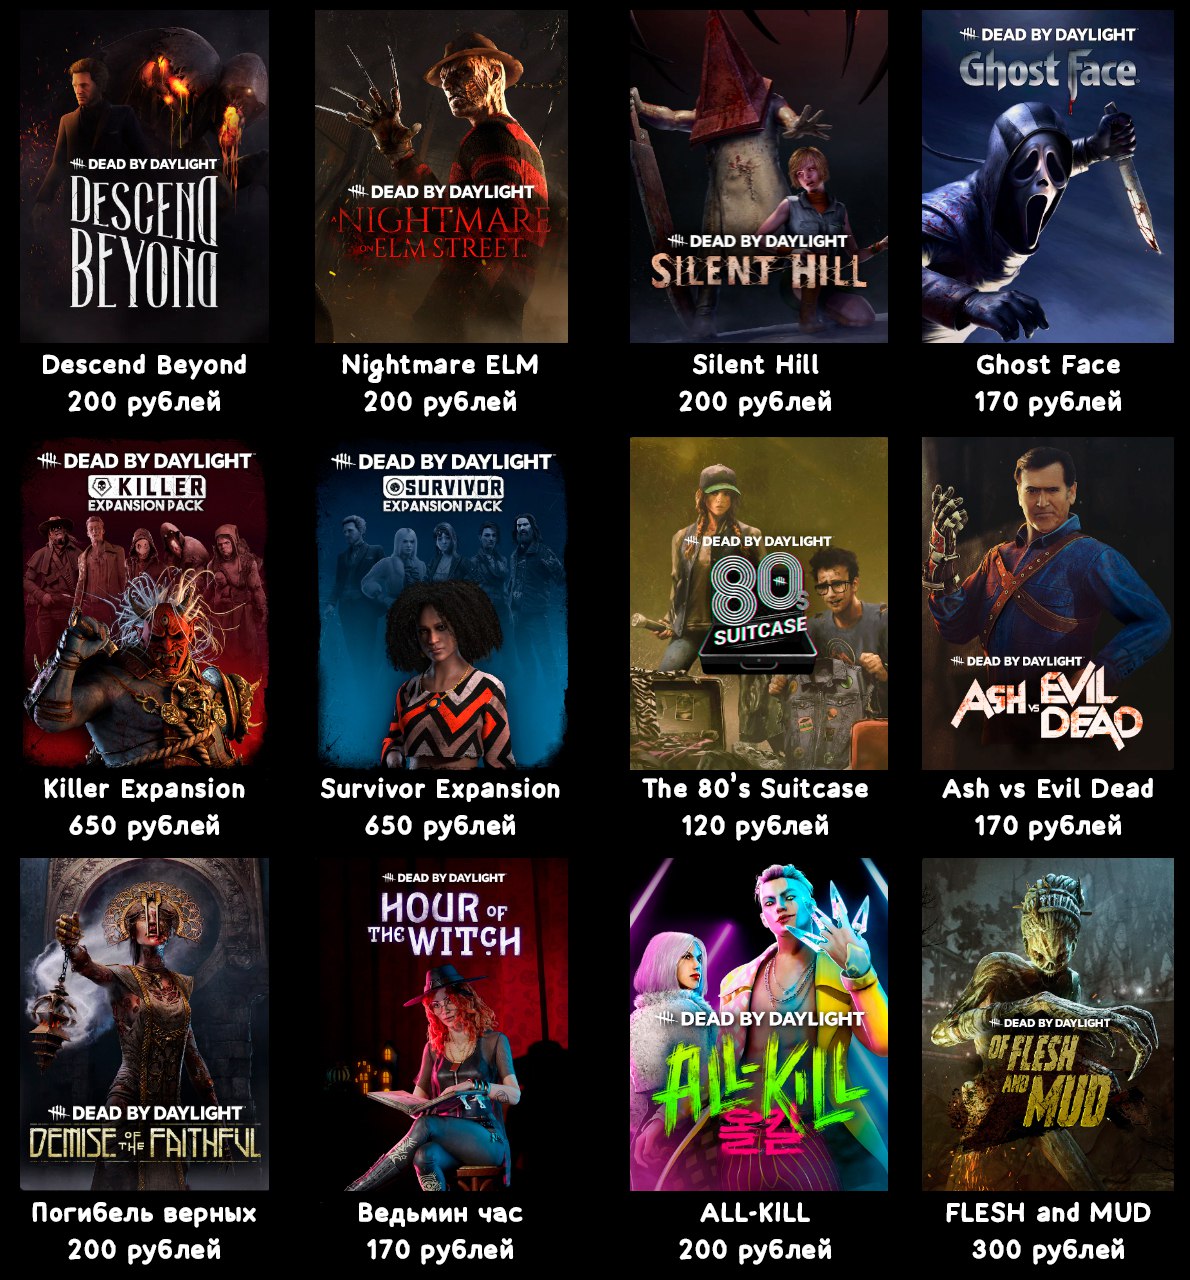 DEAD BY DAYLIGHT
DESCEND
BEYOND
Descend Beyond
200 рублей
DEAD BY DAYLIGHT
A NIGHTMARE
ON ELM STREET
Nightmare ELM
200 рублей
DEAD BY DAYLIGHT
SILENT HILL
Silent Hill
200 рублей
DEAD BY DAYLIGHT
Ghost Face
Ghost Face
170 рублей
DEAD BY DAYLIGHT
KILLER
EXPANSION PACK
Killer Expansion
650 рублей
DEAD BY DAYLIGHT
SURVIVOR
EXPANSION PACK
Survivor Expansion
650 рублей
DEAD BY DAYLIGHT
80s
SUITCASE
The 80's Suitcase
120 рублей
DEAD BY DAYLIGHT
ASH vs EVIL
DEAD
Ash vs Evil Dead
170 рублей
DEAD BY DAYLIGHT
DEMISE OF THE FAITHFUL
Погибель верных
200 рублей
DEAD BY DAYLIGHT
HOUR OF
THE WITCH
Ведьмин час
170 рублей
DEAD BY DAYLIGHT
ALL-KILL
올킬
ALL-KILL
200 рублей
DEAD BY DAYLIGHT
OF FLESH
AND MUD
FLESH and MUD
300 рублей